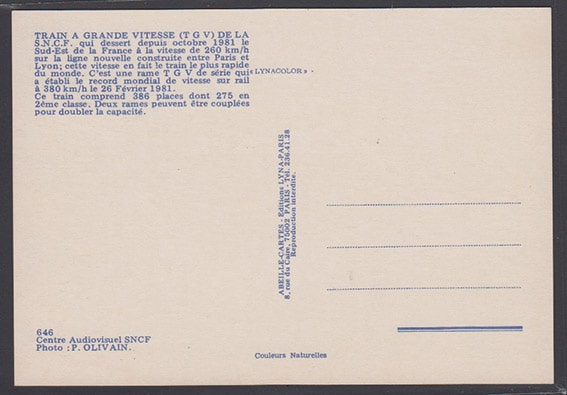 TRAIN A GRANDE VITESSE (T G V) DE LA
S.N.C.F. qui dessert depuis octobre 1981 le
Sud-Est de la France à la vitesse de 260 km/h
sur la ligne nouvelle construite entre Paris et
Lyon; cette vitesse en fait le train le plus rapide
du monde. C'est une rame T G V de série qui
a établi le record mondial de vitesse sur rail
à 380 km/h le 26 Février 1981.
Ce train comprend 386 places dont 275 en
2ème classe. Deux rames peuvent être couplées
pour doubler la capacité.
« LYNACOLOR » -
ABEILLE-CARTES - Editions LYNA-PARIS
8, rue du Caire, 75002 PARIS - Tél. 236.41.28
Reproduction interdite.
646
Centre Audiovisuel SNCF
Photo : P. OLIVAIN.
Couleurs Naturelles